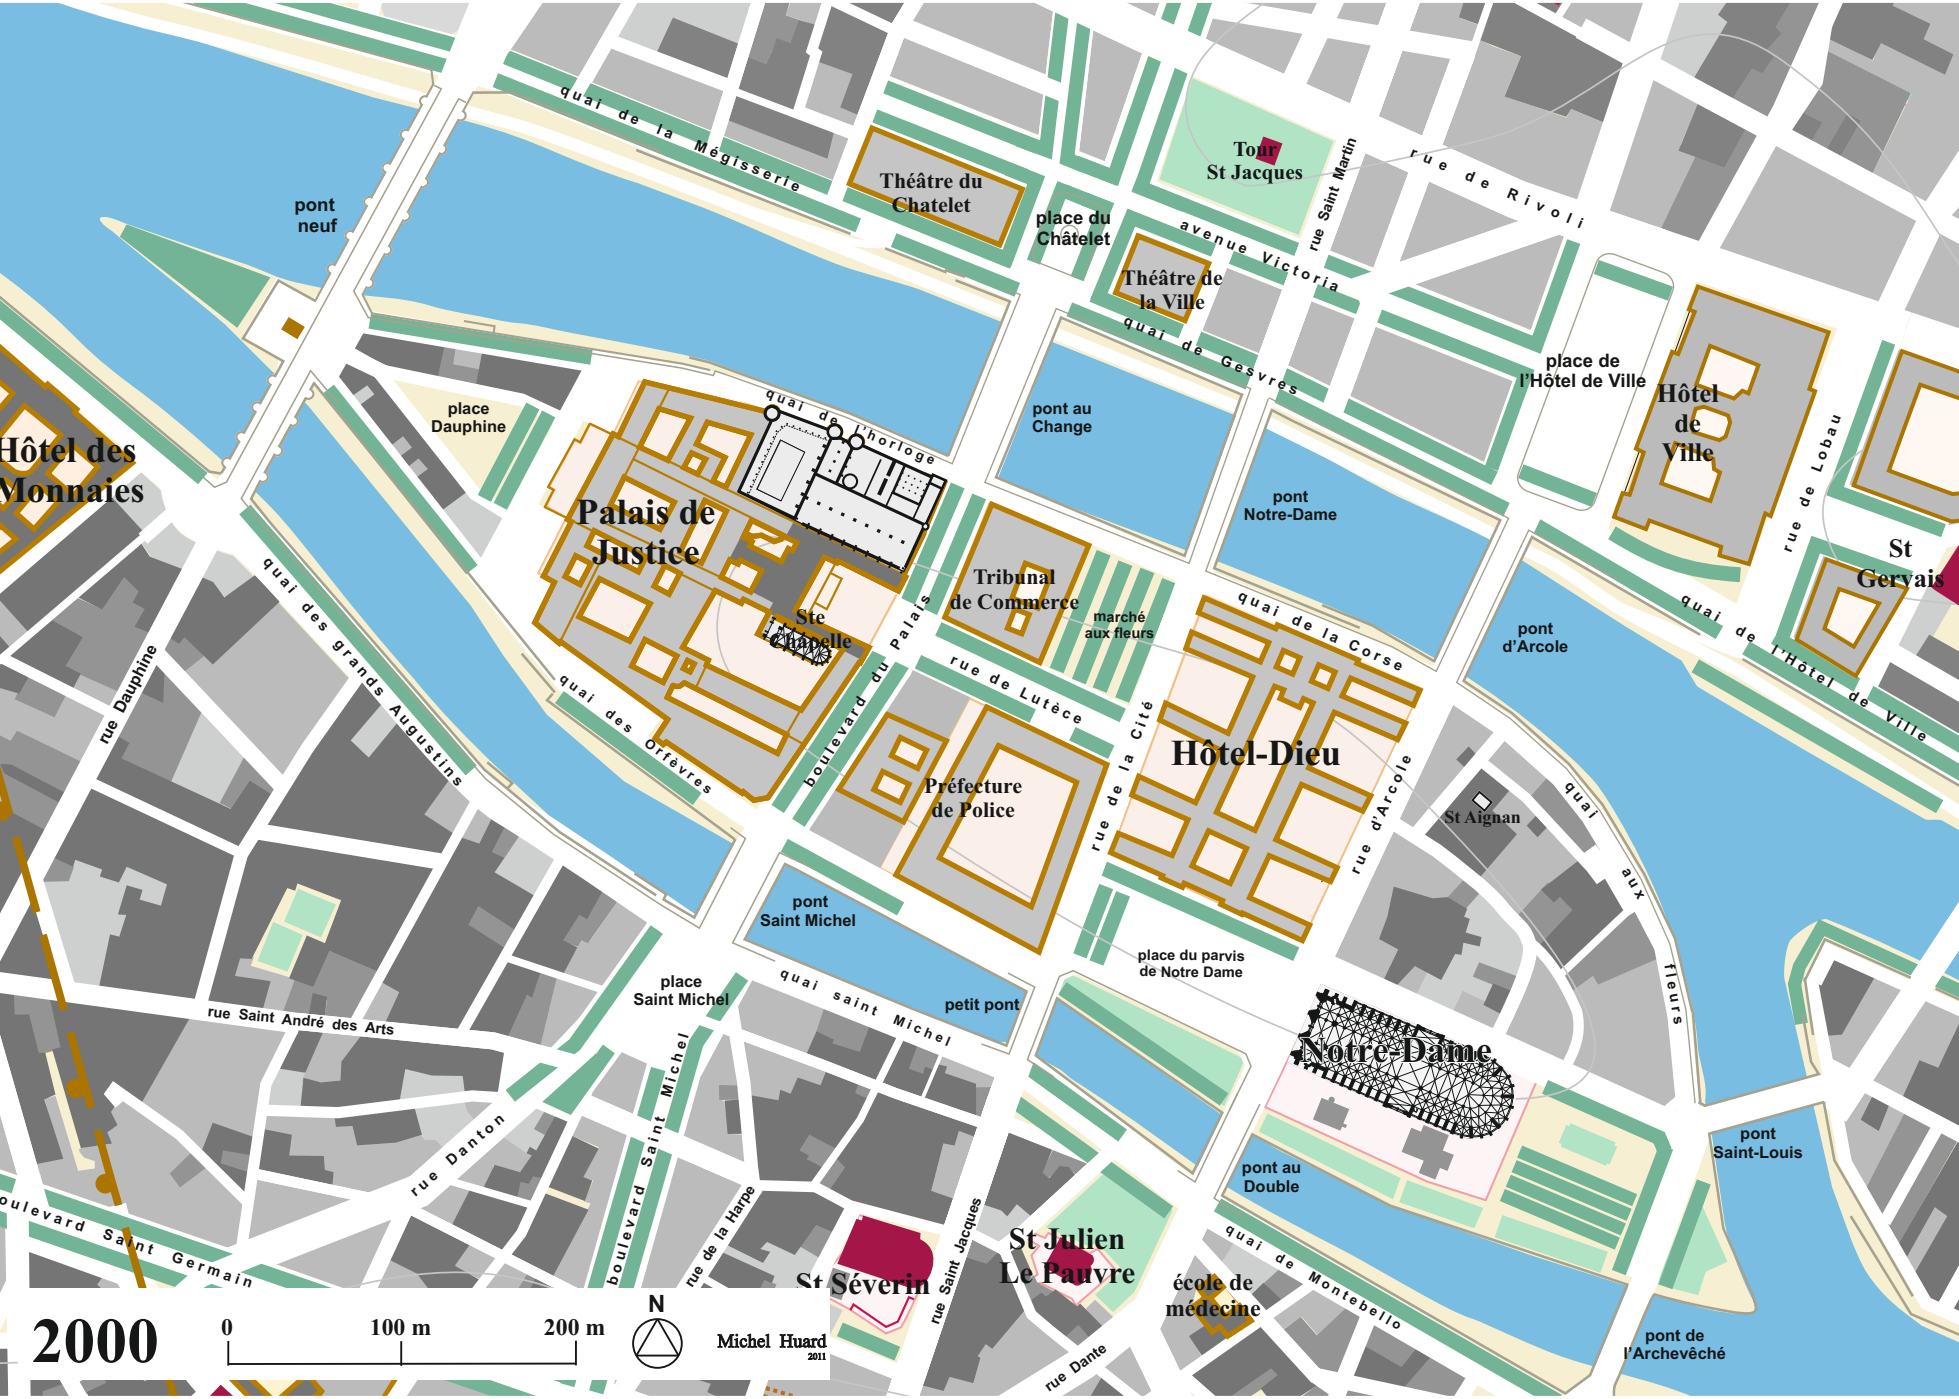 quai de la Mégisserie
Tour
St Jacques
rue Saint Martin
rue de Rivoli
Théâtre du
Chatelet
pont
neuf
place du
Châtelet
avenue Victoria
Théâtre de
la Ville
quai de Gesvres
place de
l'Hôtel de Ville
Hôtel
de
Ville
rue de Lobau
place
Dauphine
quai de l'horloge
pont au
Change
Hôtel des
Monnaies
pont
Notre-Dame
Palais de
Justice
St
Gervais
quai des grands Augustins
Tribunal
de Commerce
marché
aux fleurs
quai de la Corse
pont
d'Arcole
quai de l'Hôtel de Ville
Ste
Chapelle
boulevard du Palais
rue de Lutèce
rue Dauphine
quai des Orfèvres
rue de la Cité
Hôtel-Dieu
rue d'Arcole
Préfecture
de Police
St Aignan
quai aux fleurs
pont
Saint Michel
place du parvis
de Notre Dame
place
Saint Michel
quai saint Michel
petit pont
rue Saint André des Arts
Notre-Dame
boulevard Saint Michel
rue Danton
pont
Saint-Louis
pont au
Double
rue de la Harpe
rue Saint Jacques
St Julien
Le Pauvre
oulevard Saint Germain
St Séverin
quai de Montebello
école de
médecine
pont de
l'Archevêché
rue Dante
2000
0 100 m 200 m
N
Michel Huard
2011